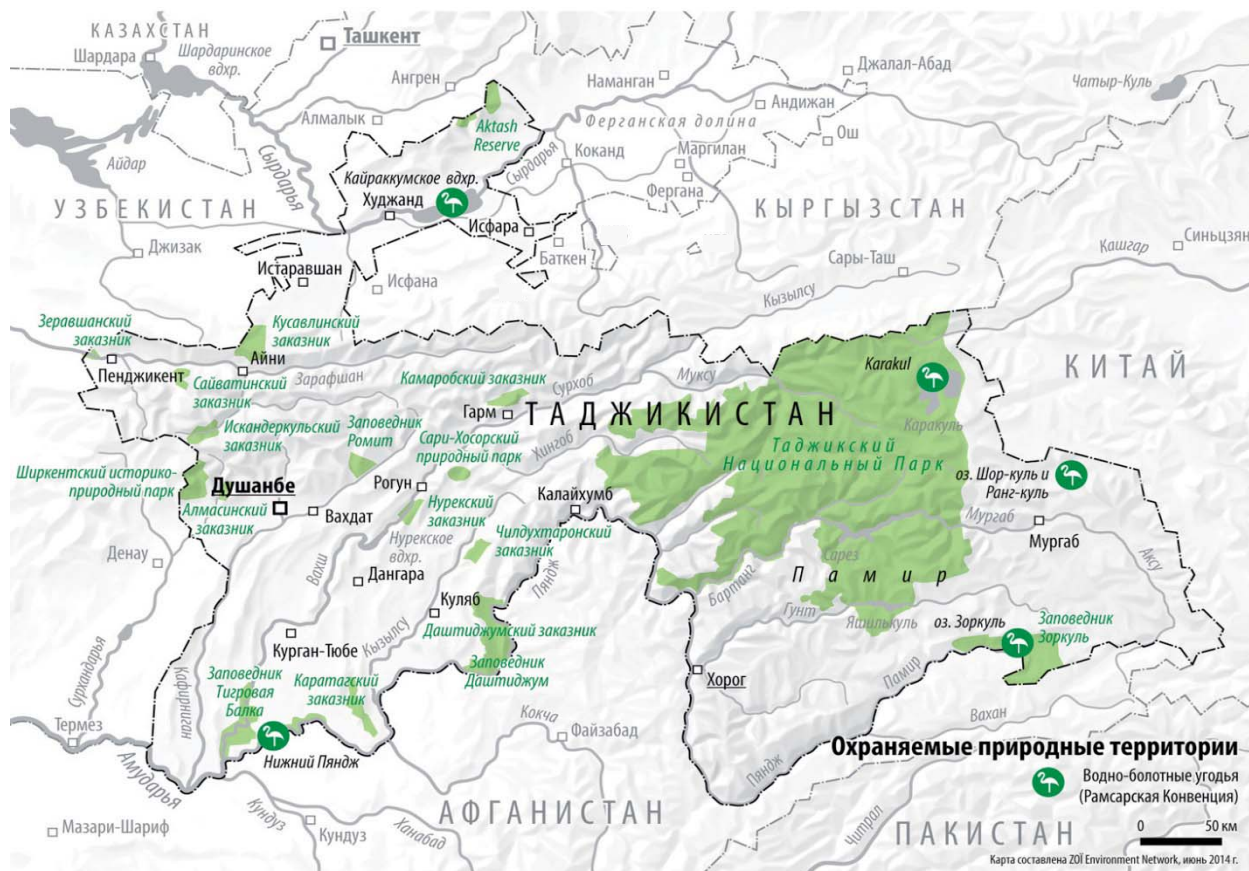 КАЗАХСТАН
Шардара
Шардаринское
вдхр.
Ташкент
Ангрен
Наманган
Джалал-Абад
Чатыр-Куль
Алмалык
Aktash
Reserve
Андижан
Ферганская долина
Ош
Айдар
Сырдарья
Коканд
Маргилан
Сырдарья
Кайраккумское вдхр.
Фергана
УЗБЕКИСТАН
Худжанд
КЫРГЫЗСТАН
Исфара
Джизак
Баткен
Синьцзян
Кашгар
Сары-Таш
Истаравшан
Исфана
Кызылсу
Зеравшанский
заказник
Кусавлинский
заказник
Айни
Пенджикент
Зарафшан
Сайватинский
заказник
Камаробский заказник
Сурхоб
Муксу
Karakul
КИТАЙ
Каракуль
Гарм
ТАДЖИКИСТАН
Искандеркульский
заказник
Заповедник
Ромит
Сари-Хосорский
природный парк
Хингоб
Таджикский
Национальный Парк
оз. Шор-куль и
Ранг-куль
Ширкентский историко-
природный парк
Душанбе
Рогун
Калайхумб
Алмасинский
заказник
Вахдат
Нурекский
заказник
Мургаб
Мургаб
Чилдухтаронский
заказник
Нурекское
вдхр.
Денау
Сарез
Аксу
Вахш
Дангара
Пяндж
Бартанг
Памир
Куляб
Гунт
Яшилькуль
оз. Зоркуль
Заповедник
Зоркуль
Даштиджумский заказник
Кызылсу
Курган-Тюбе
Заповедник
Даштиджум
Сурхандарья
Кафирниган
Заповедник
Тигровая
Балка
Каратагский
заказник
Хорог
Памир
Термез
Кокча
Файзабад
Вахан
Нижний Пяндж
Амударья
Пяндж
Охраняемые природные территории
Водно-болотные угодья
(Рамсарская Конвенция)
АФГАНИСТАН
Мазари-Шариф
Кундуз
Кундуз
Ханабад
Читрал
ПАКИСТАН
0 50 км
Карта составлена ZOЇ Environment Network, июнь 2014 г.